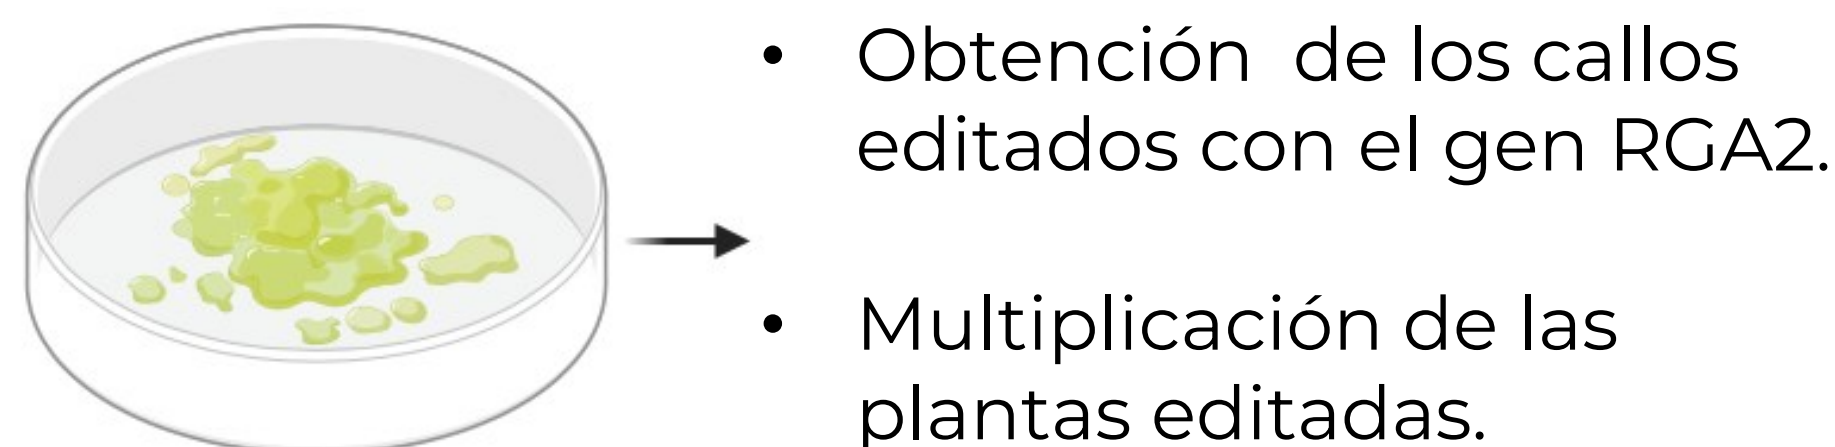 • Obtención  de los callos
editados con el gen RGA2.
• Multiplicación de las
plantas editadas.